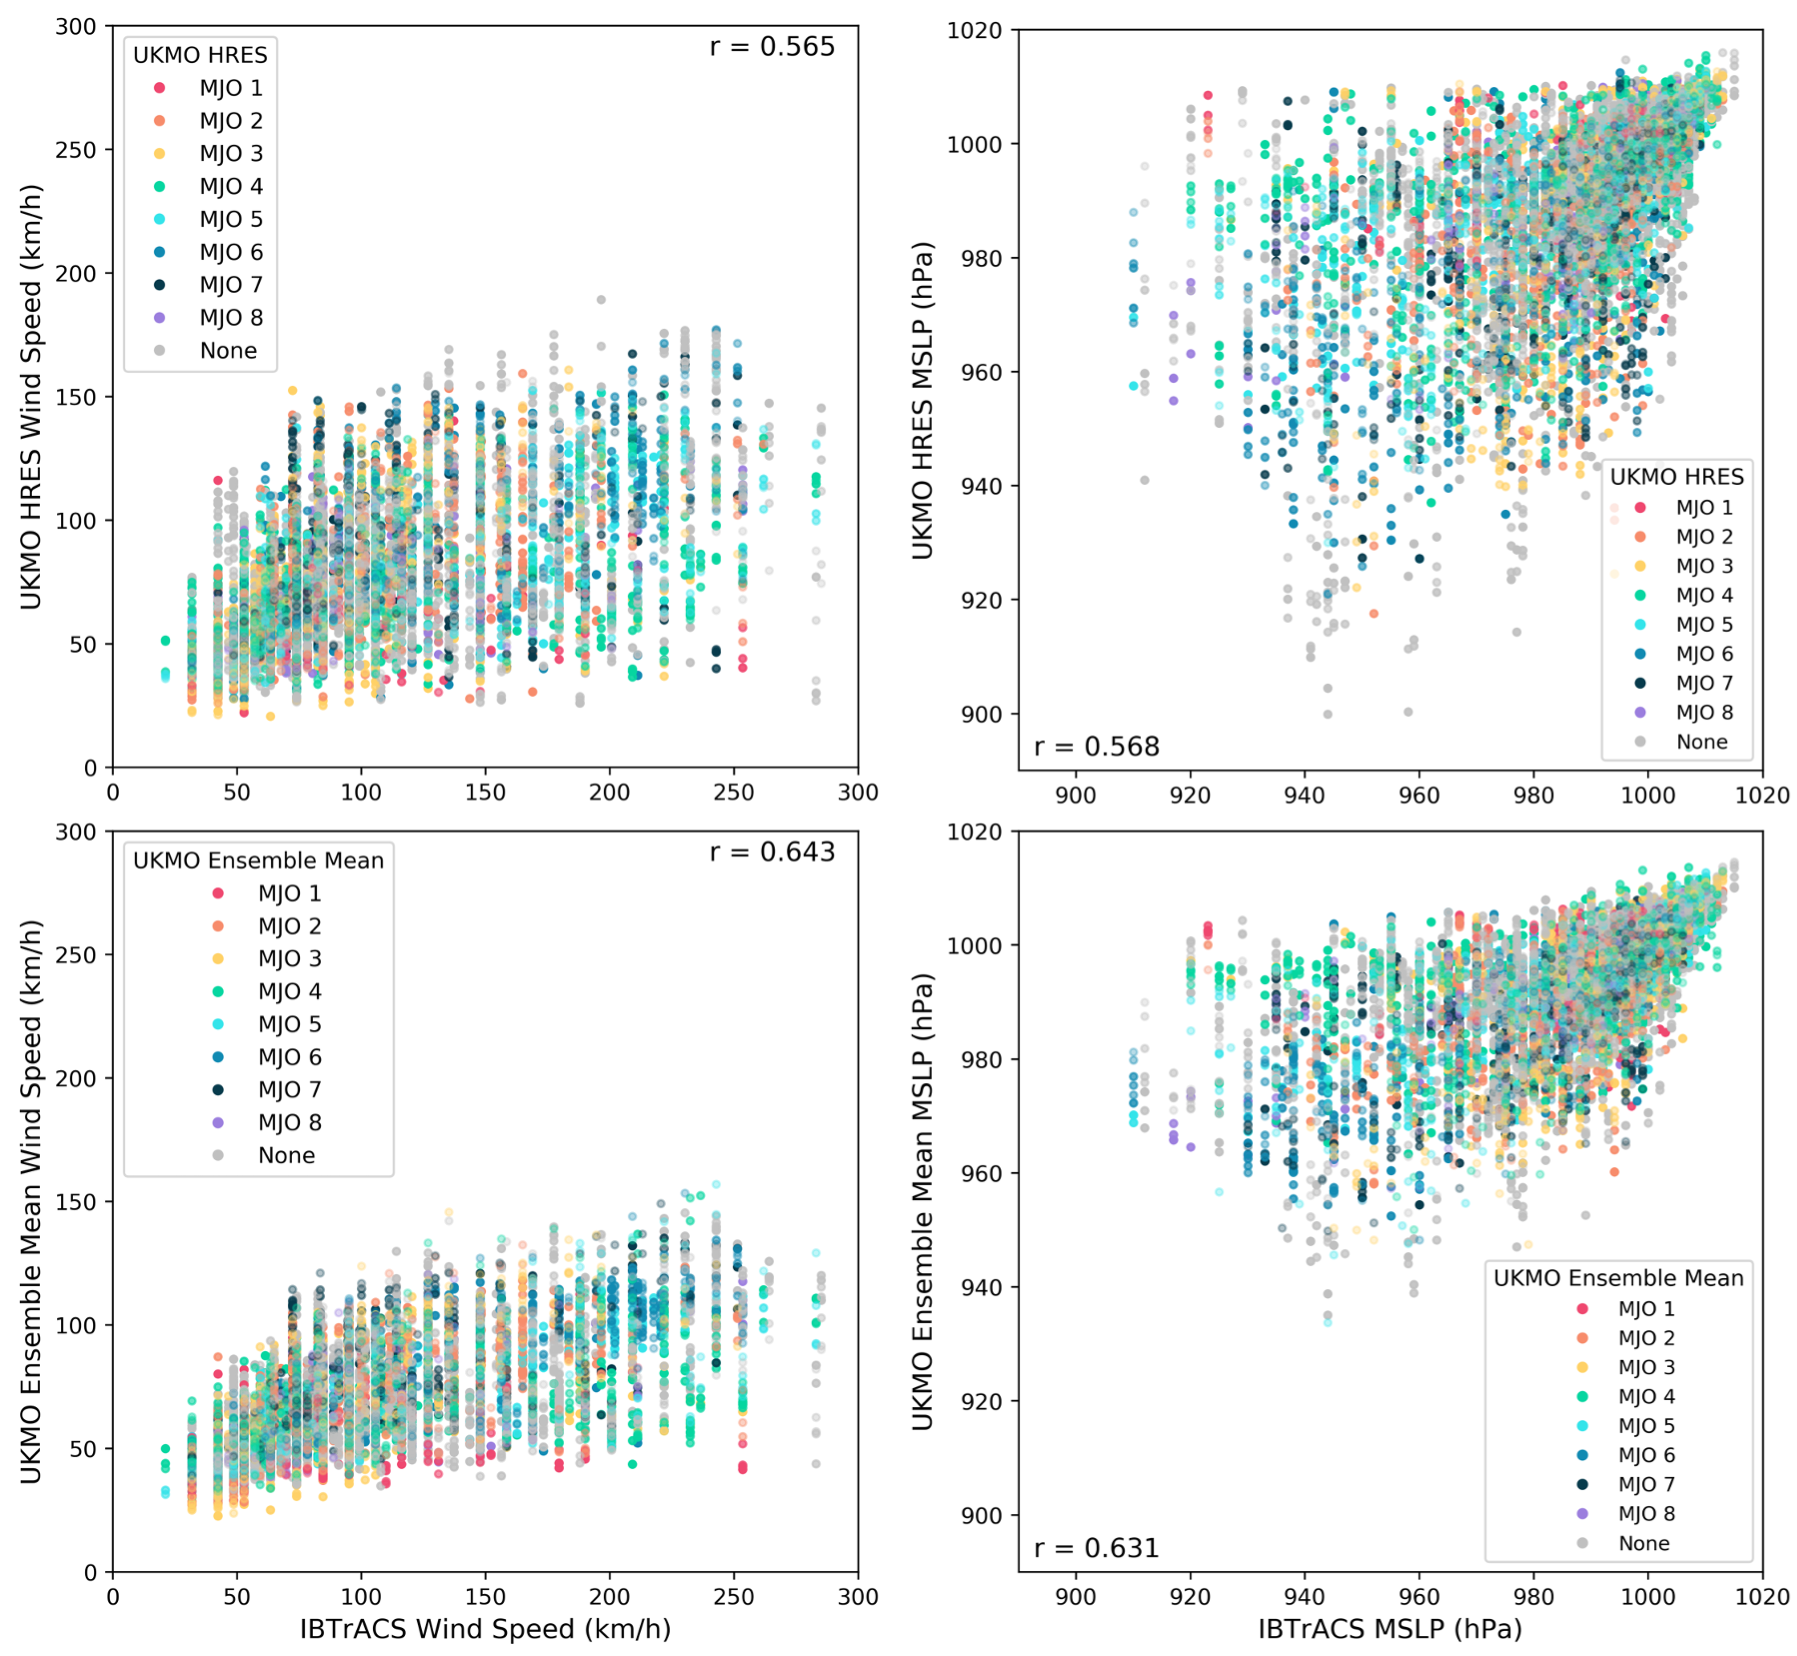 300
250
200
150
100
50
0
UKMO HRES Wind Speed (km/h)
UKMO HRES
MJO 1
MJO 2
MJO 3
MJO 4
MJO 5
MJO 6
MJO 7
MJO 8
None
r = 0.565
0 50 100 150 200 250 300
1020
1000
980
960
940
920
900
UKMO HRES MSLP (hPa)
UKMO HRES
MJO 1
MJO 2
MJO 3
MJO 4
MJO 5
MJO 6
MJO 7
MJO 8
None
r = 0.568
900 920 940 960 980 1000 1020
300
250
200
150
100
50
0
UKMO Ensemble Mean Wind Speed (km/h)
UKMO Ensemble Mean
MJO 1
MJO 2
MJO 3
MJO 4
MJO 5
MJO 6
MJO 7
MJO 8
None
r = 0.643
0 50 100 150 200 250 300
IBTrACS Wind Speed (km/h)
1020
1000
980
960
940
920
900
UKMO Ensemble Mean MSLP (hPa)
UKMO Ensemble Mean
MJO 1
MJO 2
MJO 3
MJO 4
MJO 5
MJO 6
MJO 7
MJO 8
None
r = 0.631
900 920 940 960 980 1000 1020
IBTrACS MSLP (hPa)